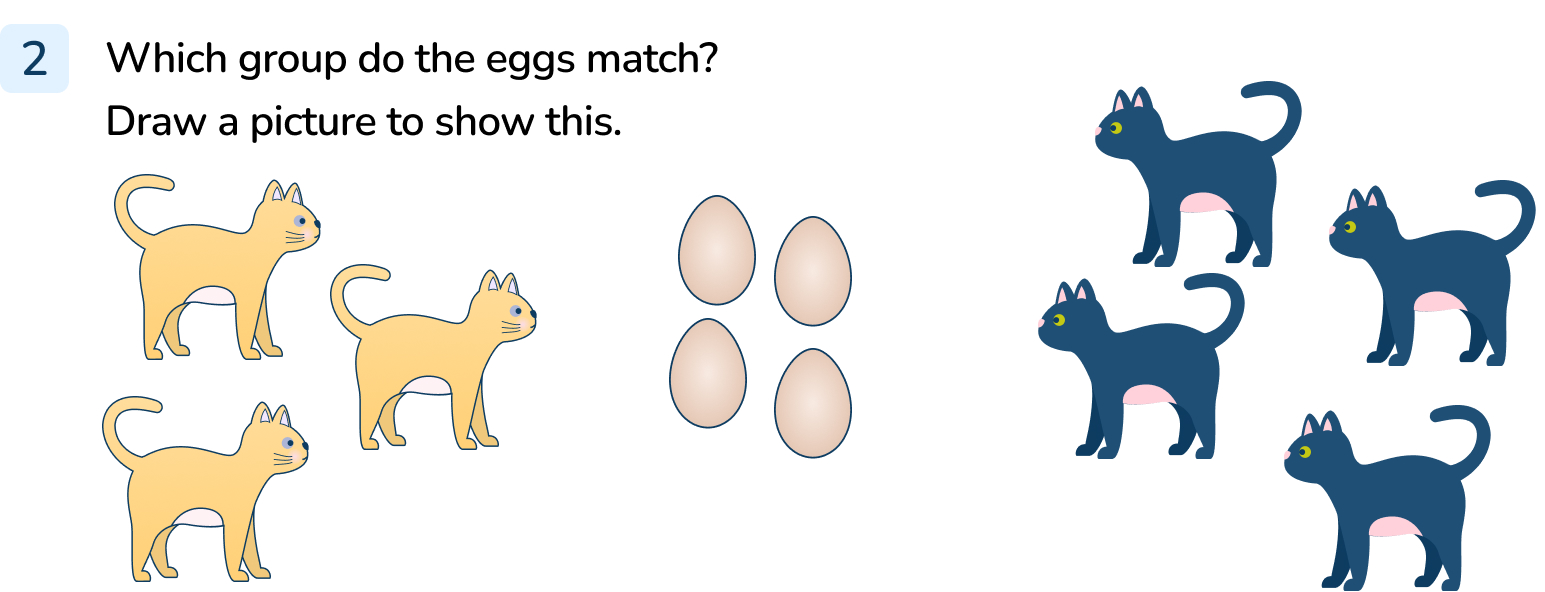 2
Which group do the eggs match?
Draw a picture to show this.